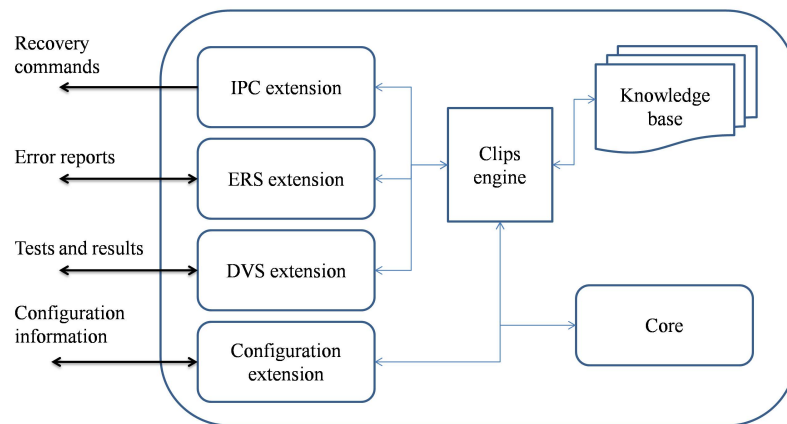 Recovery
commands
IPC extension
Knowledge
base
Error reports
ERS extension
Clips
engine
Tests and results
DVS extension
Configuration
information
Configuration
extension
Core